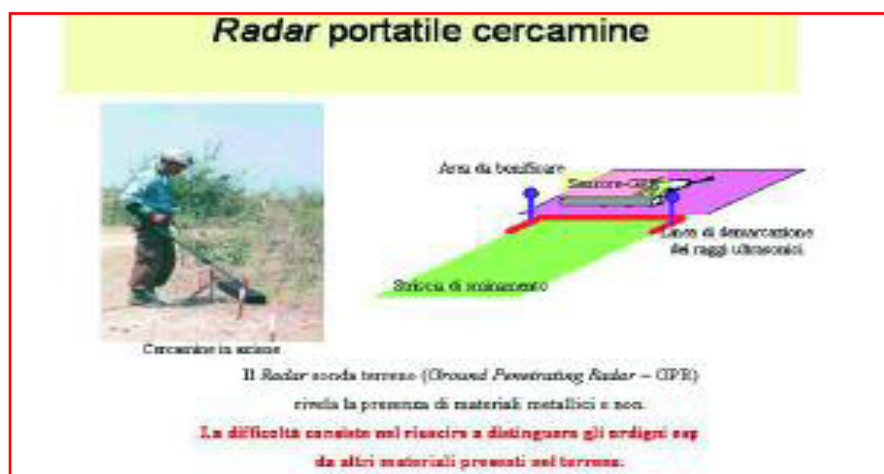 Radar portatile cercamine
Area da bonificare
Sensore-GPR
Linea di demarcazione
dei raggi ultrasonici
Striscia di sminamento
Cercamine in azione
Il Radar sonda terreno (Ground Penetrating Radar – GPR)
rivela la presenza di materiali metallici e non.
La difficoltà consiste nel riuscire a distinguere gli ordigni esp
da altri materiali presenti nel terreno.